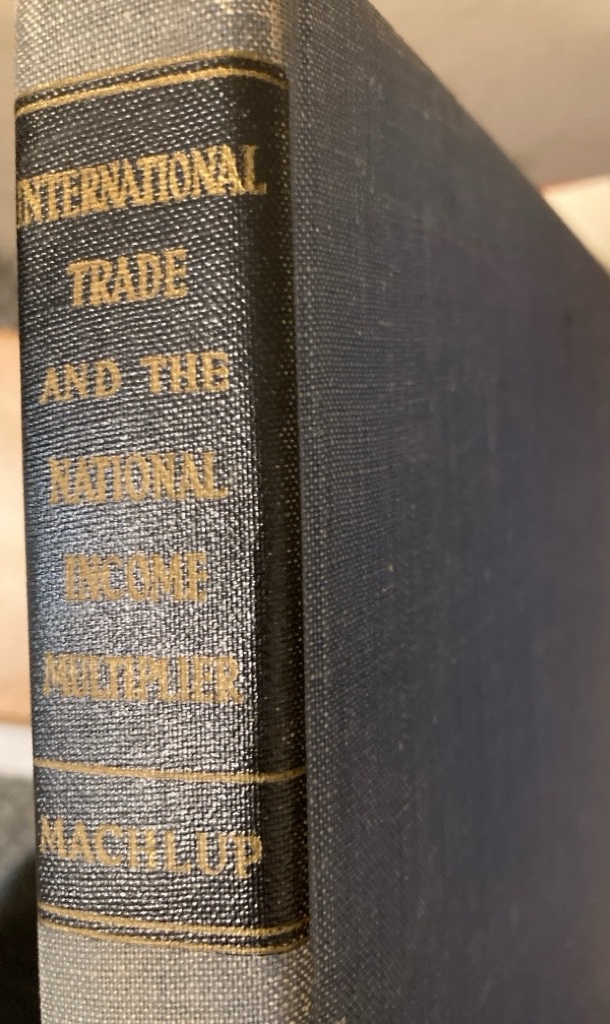 INTERNATIONAL
TRADE
AND THE
NATIONAL
INCOME
MULTIPLIER
MACHLUP